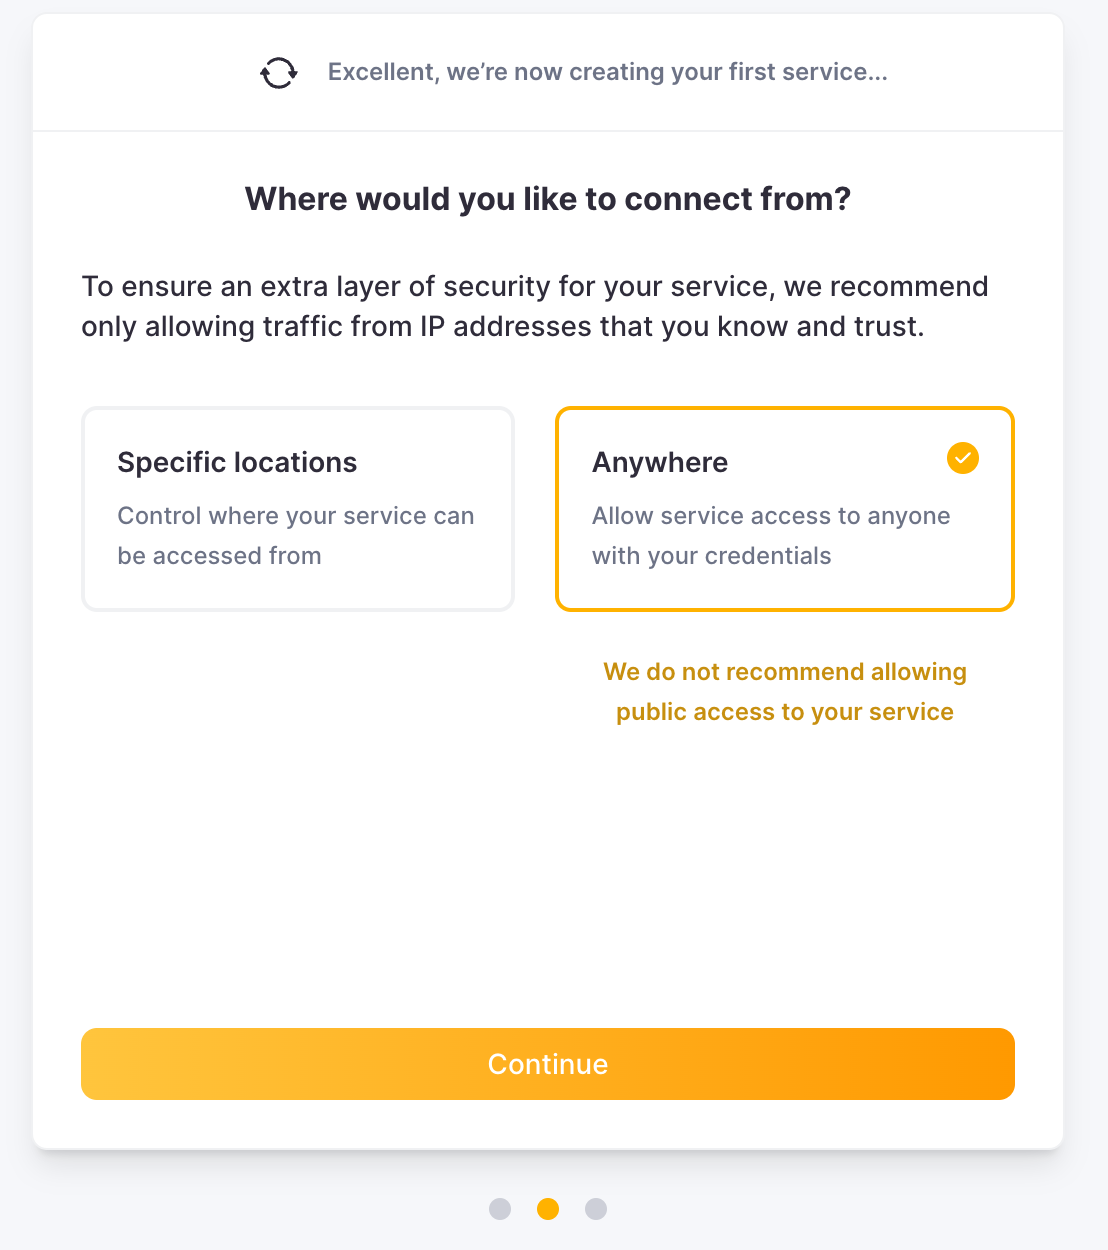 Excellent, we’re now creating your first service...
Where would you like to connect from?
To ensure an extra layer of security for your service, we recommend
only allowing traffic from IP addresses that you know and trust.
Specific locations
Control where your service can
be accessed from
Anywhere
Allow service access to anyone
with your credentials
We do not recommend allowing
public access to your service
Continue